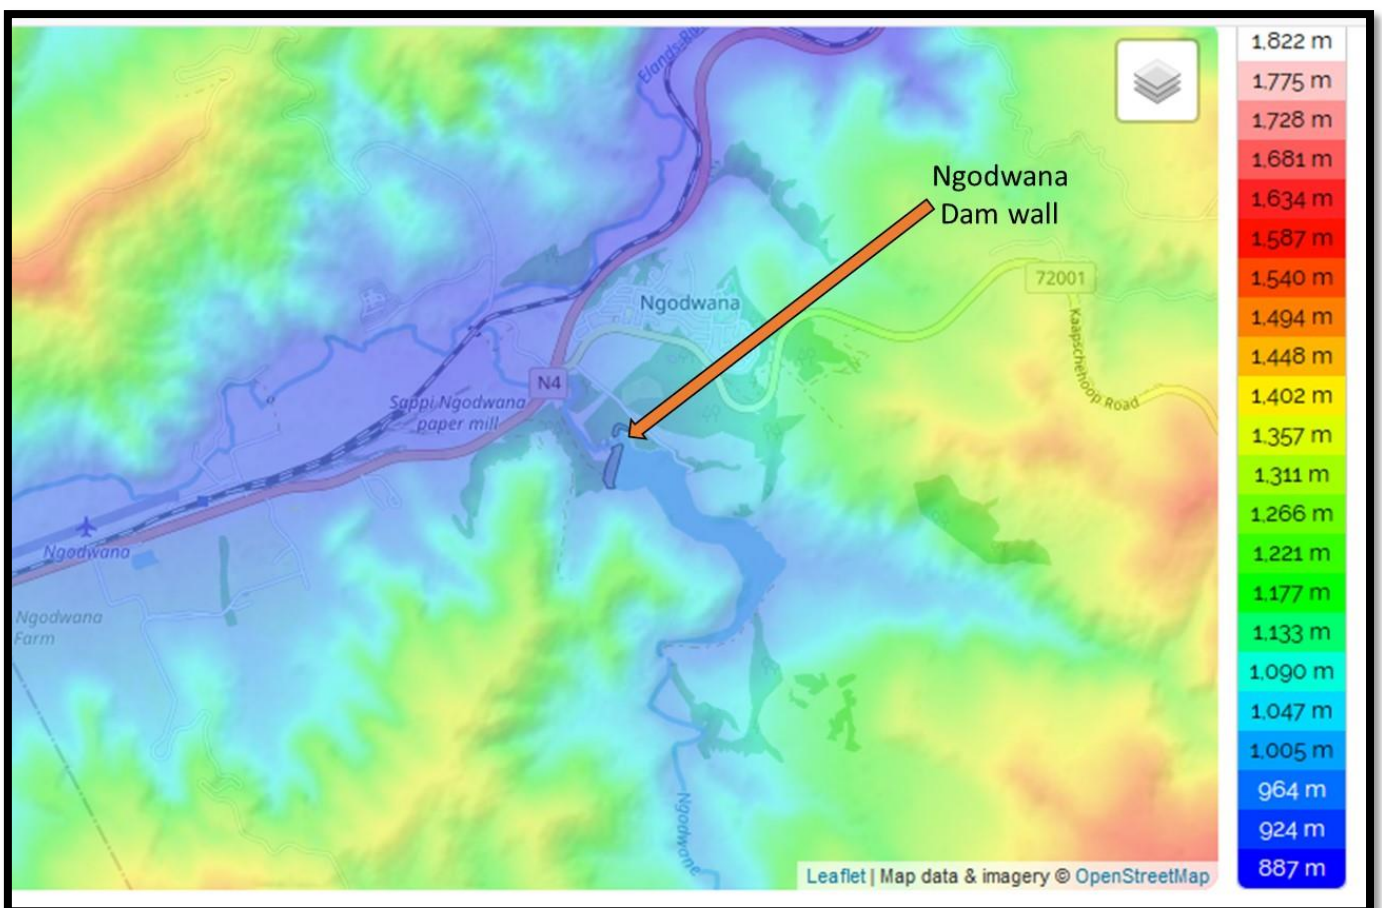 Elands Ri
1,822 m
1,775 m
1,728 m
1,681 m
1,634 m
1,587 m
1,540 m
1,494 m
1,448 m
1,402 m
1,357 m
1,311 m
1,266 m
1,221 m
1,177 m
1,133 m
1,090 m
1,047 m
1,005 m
964 m
924 m
887 m
Ngodwana
Dam wall
72001
Kaapschehoop Road
Ngodwana
N4
Sappi Ngodwana
paper mill
Ngodwana
Ngodwana
Farm
Ngodwane
Leaflet | Map data & imagery © OpenStreetMap